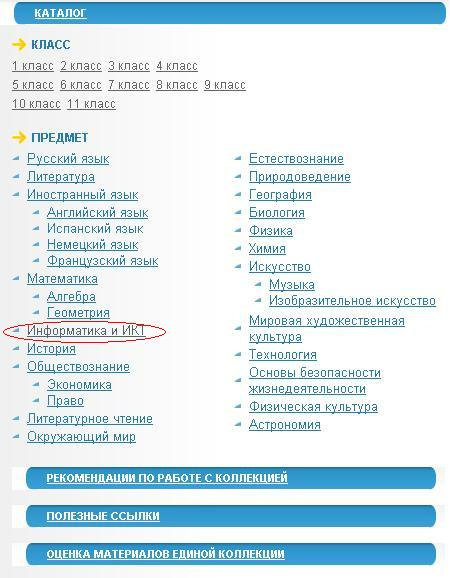 КАТАЛОГ
КЛАСС
1 класс 2 класс 3 класс 4 класс
5 класс 6 класс 7 класс 8 класс 9 класс
10 класс 11 класс
ПРЕДМЕТ
Русский язык
Литература
Иностранный язык
Английский язык
Испанский язык
Немецкий язык
Французский язык
Математика
Алгебра
Геометрия
Информатика и ИКТ
История
Обществознание
Экономика
Право
Литературное чтение
Окружающий мир
Естествознание
Природоведение
География
Биология
Физика
Химия
Искусство
Музыка
Изобразительное искусство
Мировая художественная
культура
Технология
Основы безопасности
жизнедеятельности
Физическая культура
Астрономия
РЕКОМЕНДАЦИИ ПО РАБОТЕ С КОЛЛЕКЦИЕЙ
ПОЛЕЗНЫЕ ССЫЛКИ
ОЦЕНКА МАТЕРИАЛОВ ЕДИНОЙ КОЛЛЕКЦИИ